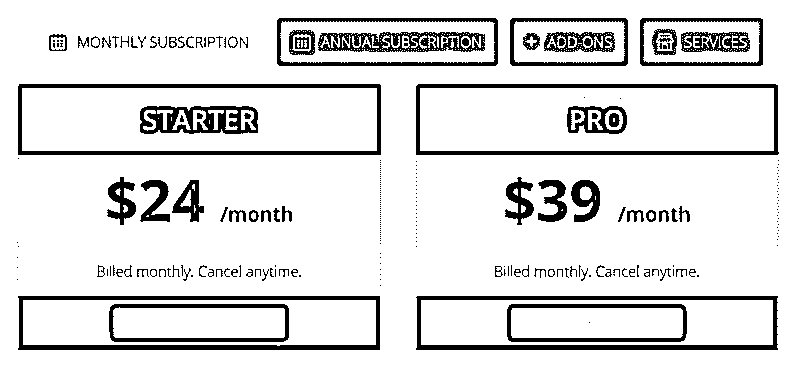 MONTHLY SUBSCRIPTION
ANNUAL SUBSCRIPTION
ADD-ONS
SERVICES
STARTER
PRO
$24 /month
$39 /month
Billed monthly. Cancel anytime.
Billed monthly. Cancel anytime.